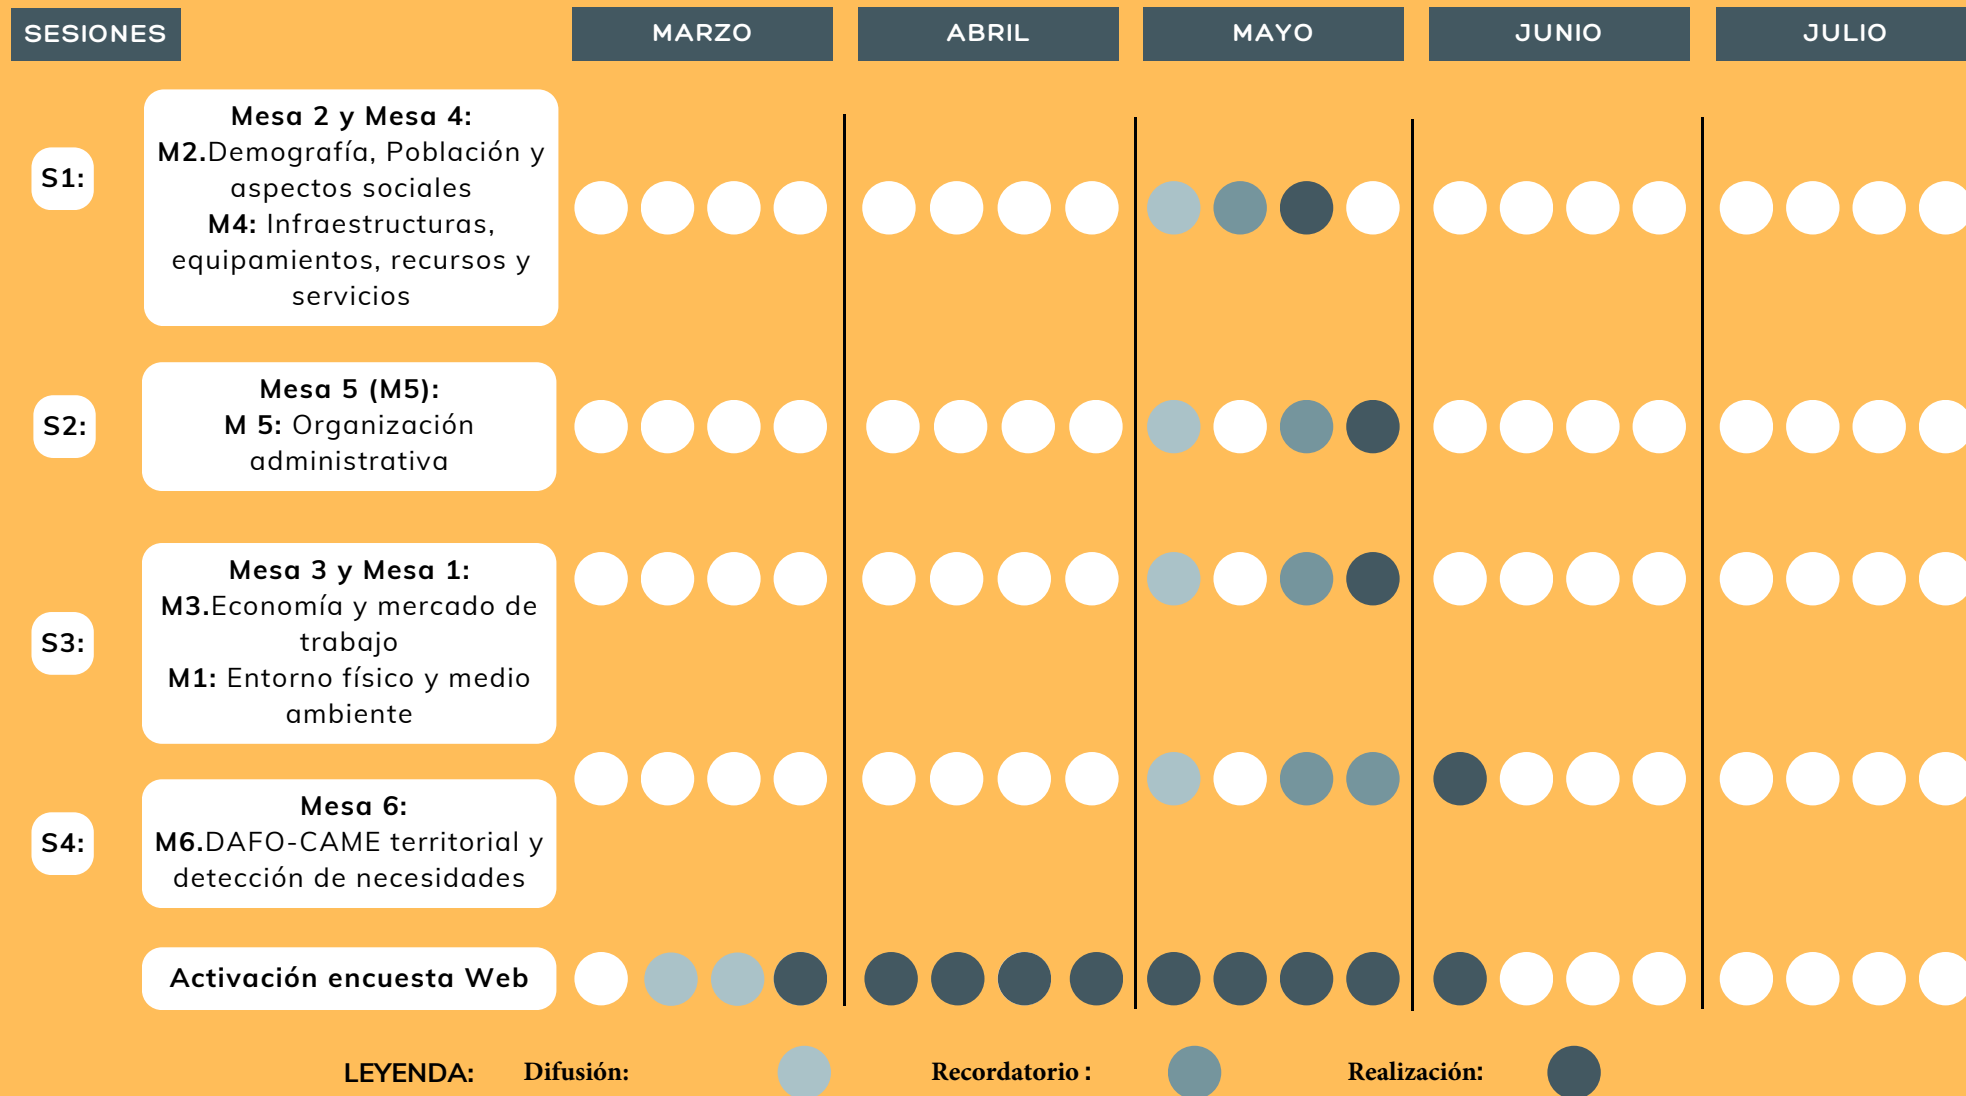 SESIONES
MARZO
ABRIL
MAYO
JUNIO
JULIO
S1:
Mesa 2 y Mesa 4:
M2.Demografía, Población y
aspectos sociales
M4: Infraestructuras,
equipamientos, recursos y
servicios
S2:
Mesa 5 (M5):
M 5: Organización
administrativa
S3:
Mesa 3 y Mesa 1:
M3.Economía y mercado de
trabajo
M1: Entorno físico y medio
ambiente
S4:
Mesa 6:
M6.DAFO-CAME territorial y
detección de necesidades
Activación encuesta Web
LEYENDA:
Difusión:
Recordatorio :
Realización: